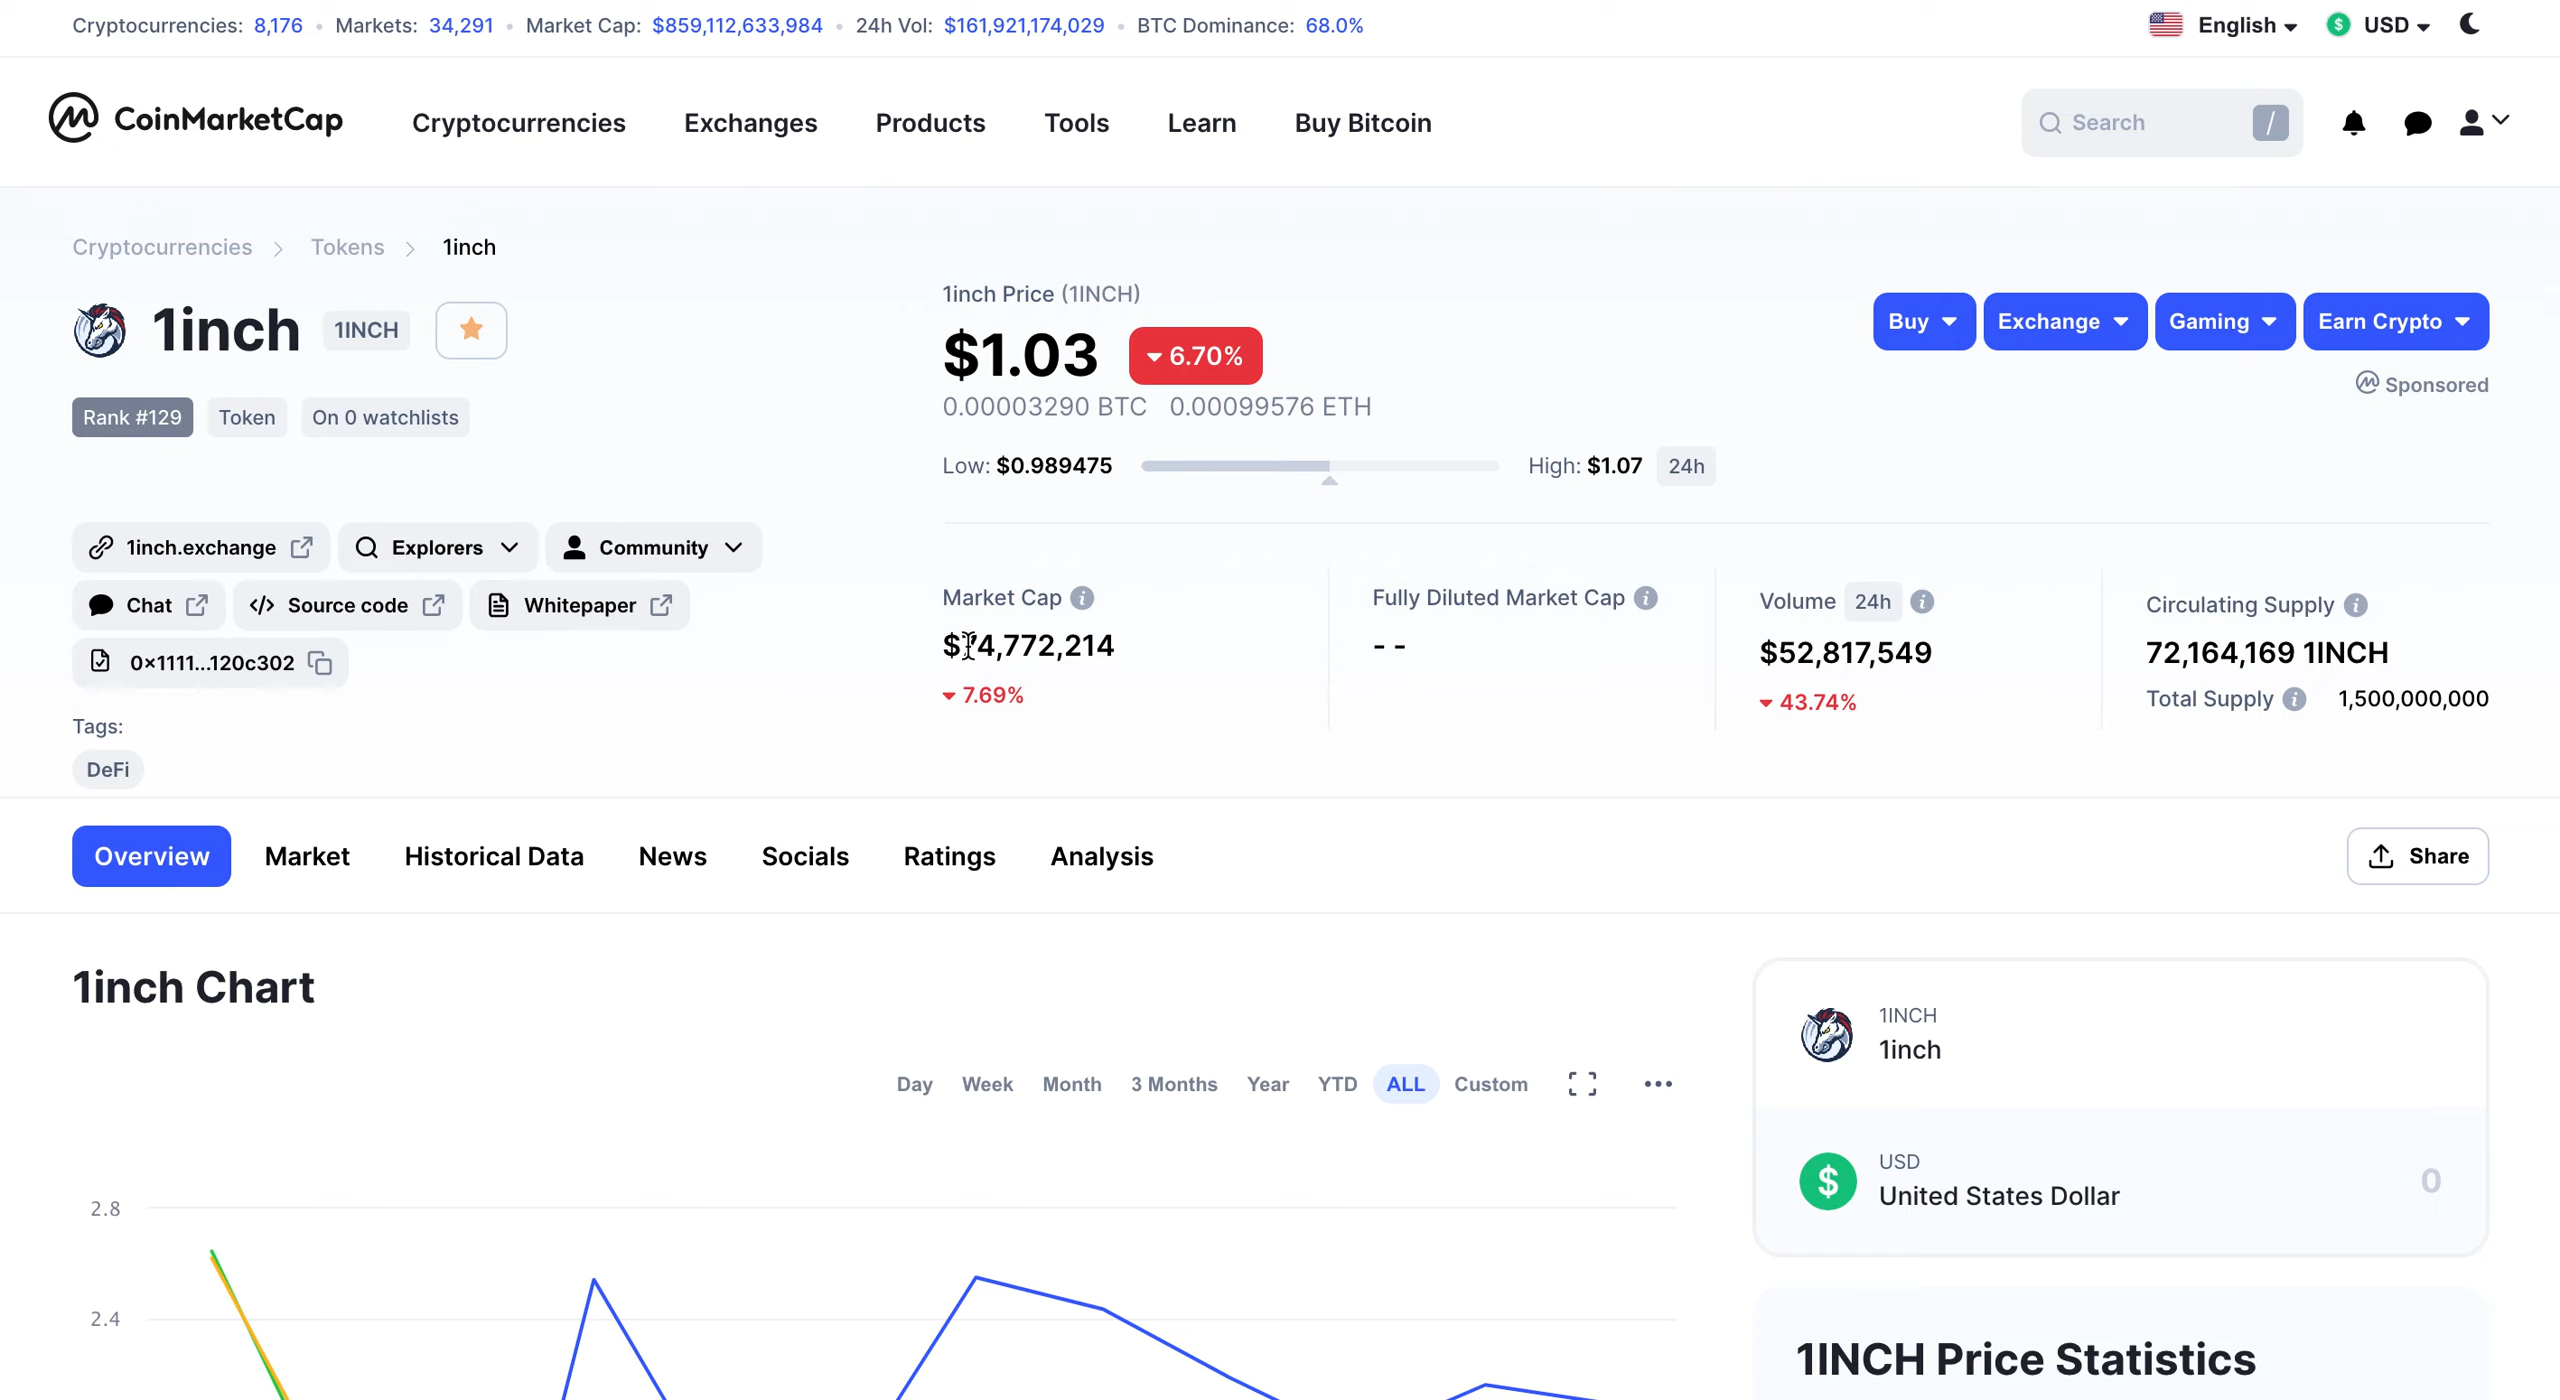 Cryptocurrencies: 8,176 • Markets: 34,291 • Market Cap: $859,112,633,984 • 24h Vol: $161,921,174,029 • BTC Dominance: 68.0%
English USD
CoinMarketCap Cryptocurrencies Exchanges Products Tools Learn Buy Bitcoin Search /
Cryptocurrencies > Tokens > 1inch
1inch 1INCH
Rank #129 Token On 0 watchlists
1inch.exchange Explorers Community
Chat Source code Whitepaper
0x1111...120c302
Tags:
DeFi
1inch Price (1INCH)
$1.03 6.70%
0.00003290 BTC 0.00099576 ETH
Low: $0.989475 High: $1.07 24h
Buy Exchange Gaming Earn Crypto
Sponsored
Market Cap
$74,772,214
7.69%
Fully Diluted Market Cap
- -
Volume 24h
$52,817,549
43.74%
Circulating Supply
72,164,169 1INCH
Total Supply 1,500,000,000
Overview Market Historical Data News Socials Ratings Analysis Share
1inch Chart
Day Week Month 3 Months Year YTD ALL Custom
2.8
2.4
1INCH
1inch
USD
United States Dollar
0
1INCH Price Statistics